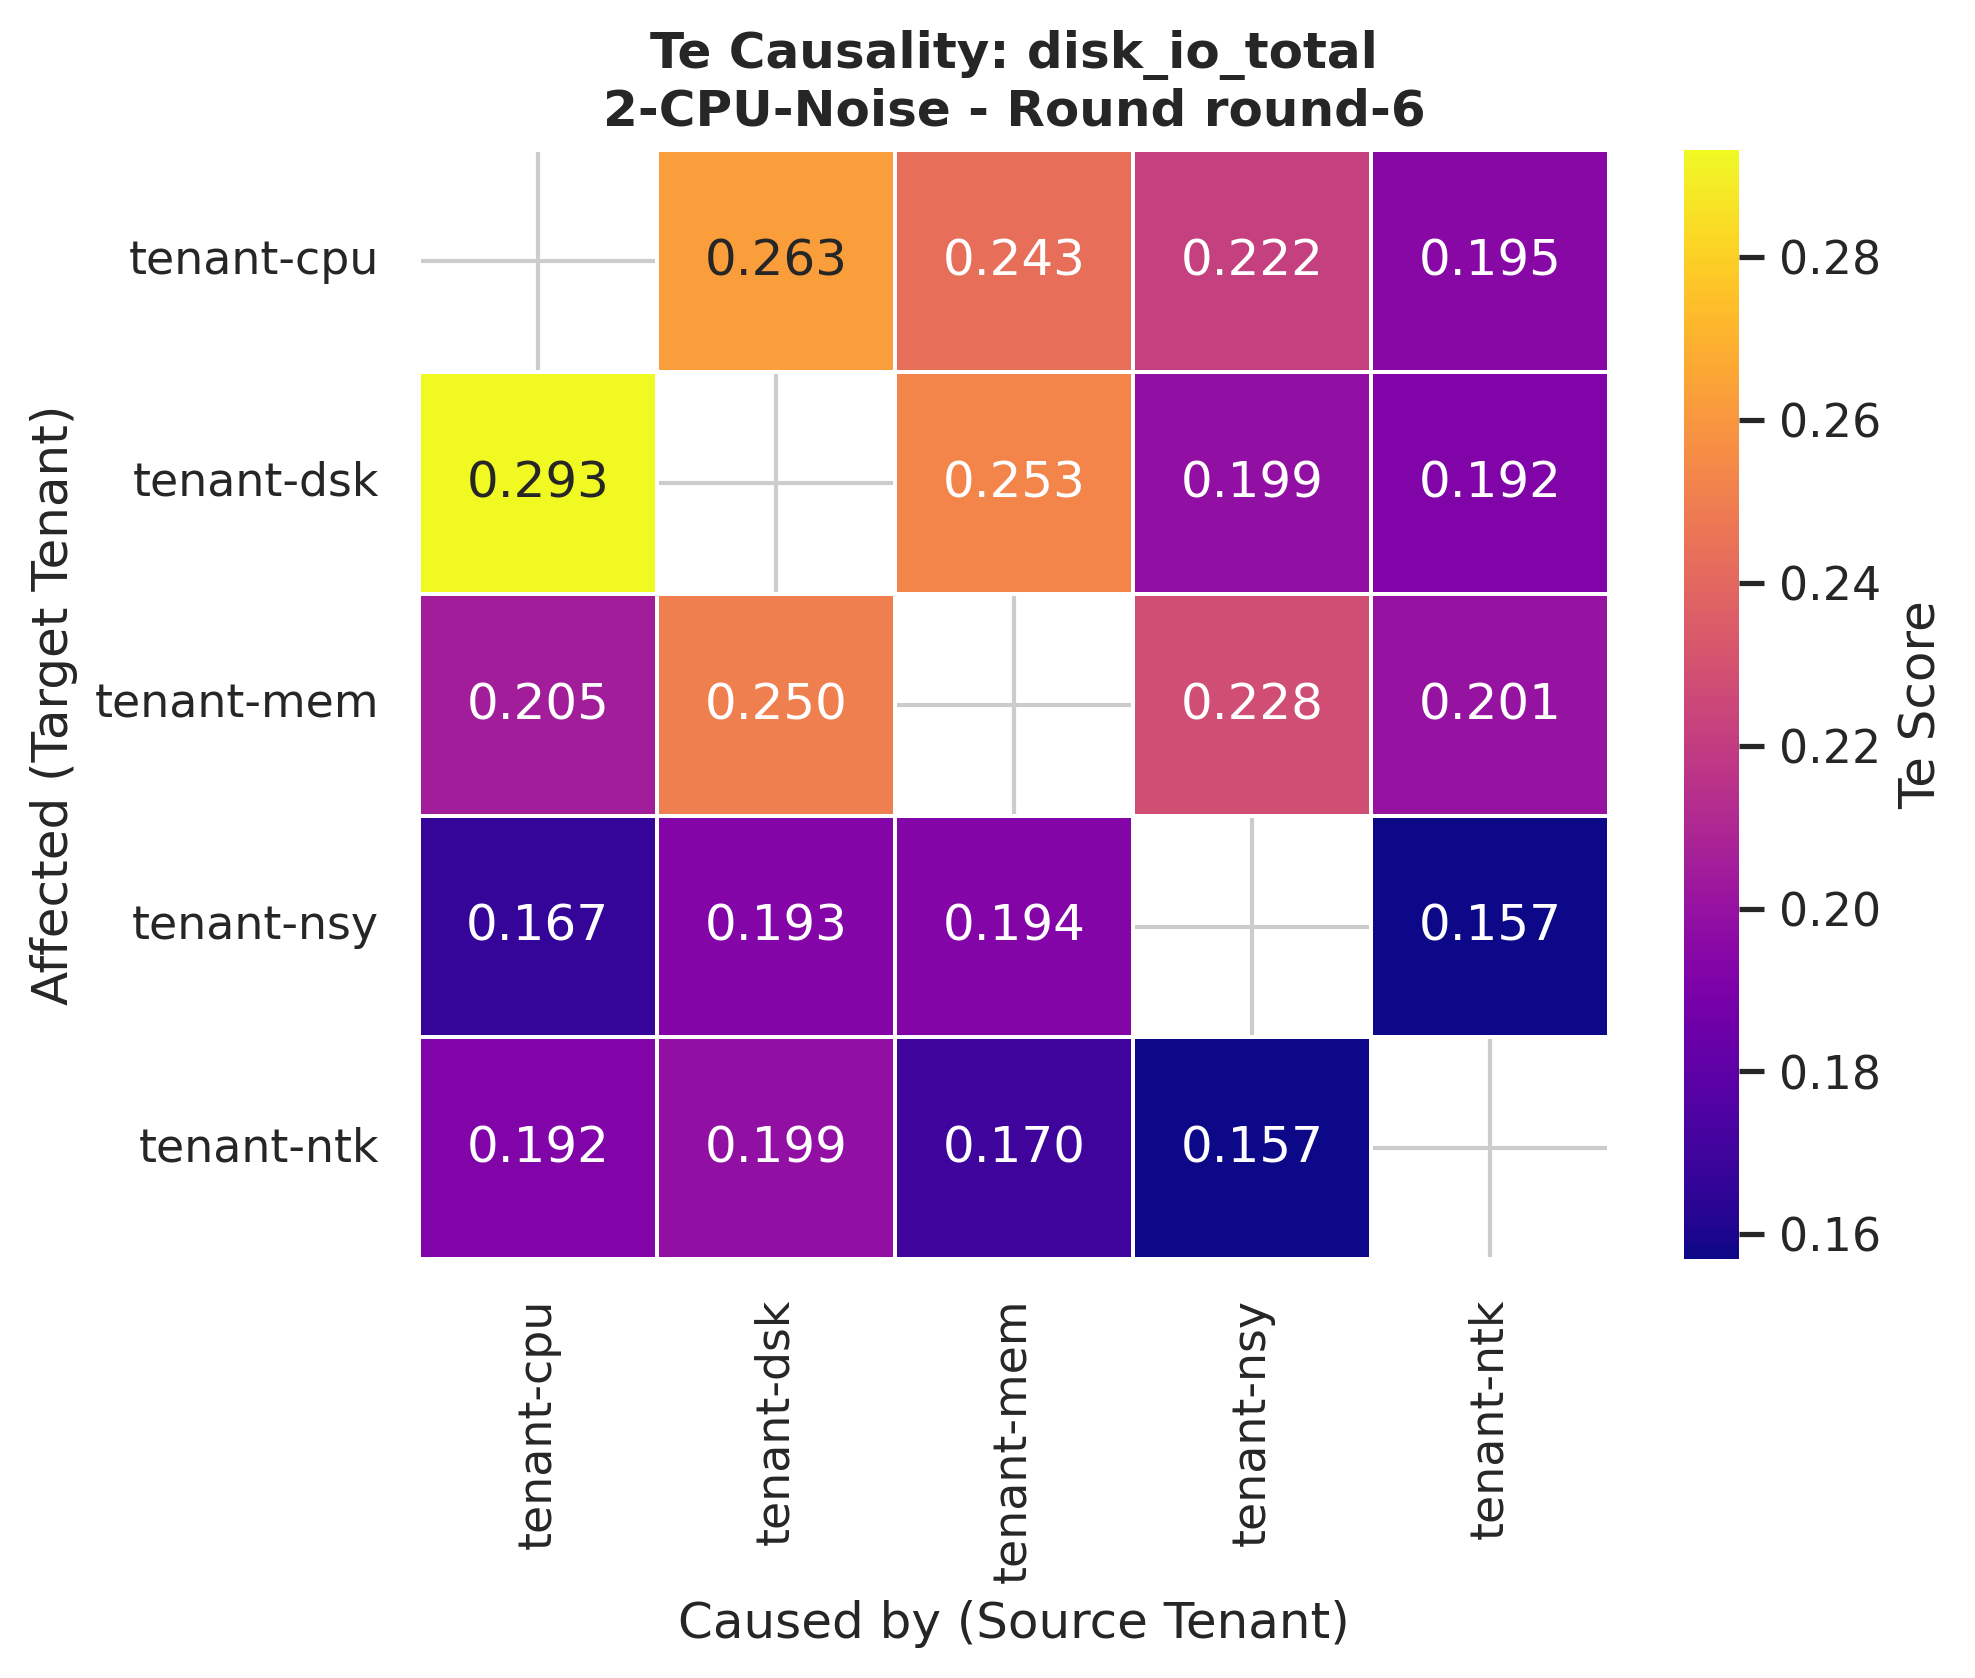 Te Causality: disk_io_total
2-CPU-Noise - Round round-6
Affected (Target Tenant)
tenant-cpu
0.263 0.243 0.222 0.195
tenant-dsk
0.293 0.253 0.199 0.192
tenant-mem
0.205 0.250 0.228 0.201
tenant-nsy
0.167 0.193 0.194 0.157
tenant-ntk
0.192 0.199 0.170 0.157
tenant-cpu
tenant-dsk
tenant-mem
tenant-nsy
tenant-ntk
Caused by (Source Tenant)
0.28
0.26
0.24
0.22
0.20
0.18
0.16
Te Score